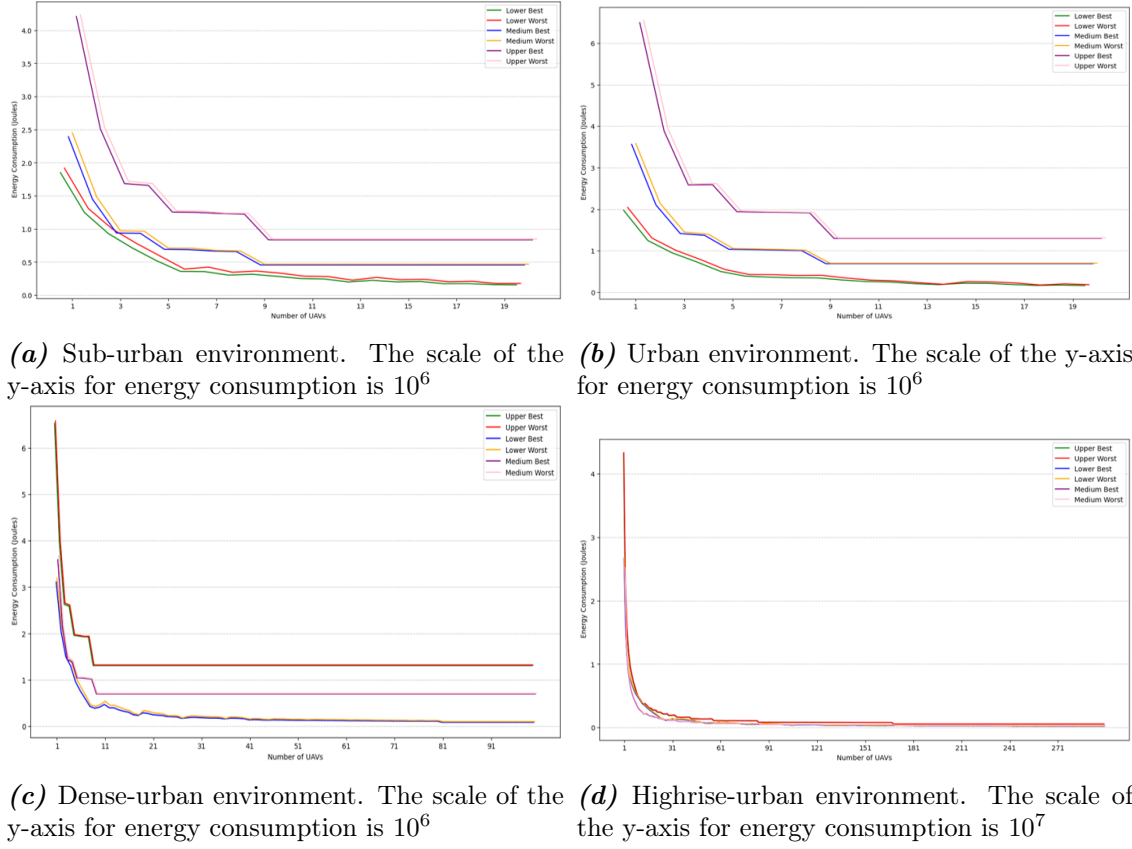 4.0
3.5
3.0
2.5
2.0
1.5
1.0
0.5
0.0
Energy Consumption (Joules)
1 3 5 7 9 11 13 15 17 19
Number of UAVs
Lower Best
Lower Worst
Medium Best
Medium Worst
Upper Best
Upper Worst
6
5
4
3
2
1
0
Energy Consumption (Joules)
1 3 5 7 9 11 13 15 17 19
Number of UAVs
Lower Best
Lower Worst
Medium Best
Medium Worst
Upper Best
Upper Worst
(a) Sub-urban environment. The scale of the
y-axis for energy consumption is 10⁶
(b) Urban environment. The scale of the y-axis
for energy consumption is 10⁶
6
5
4
3
2
1
0
Energy Consumption (Joules)
1 11 21 31 41 51 61 71 81 91
Number of UAVs
Upper Best
Upper Worst
Lower Best
Lower Worst
Medium Best
Medium Worst
4
3
2
1
0
Energy Consumption (Joules)
1 31 61 91 121 151 181 211 241 271
Number of UAVs
Upper Best
Upper Worst
Lower Best
Lower Worst
Medium Best
Medium Worst
(c) Dense-urban environment. The scale of the
y-axis for energy consumption is 10⁶
(d) Highrise-urban environment. The scale of
the y-axis for energy consumption is 10⁷